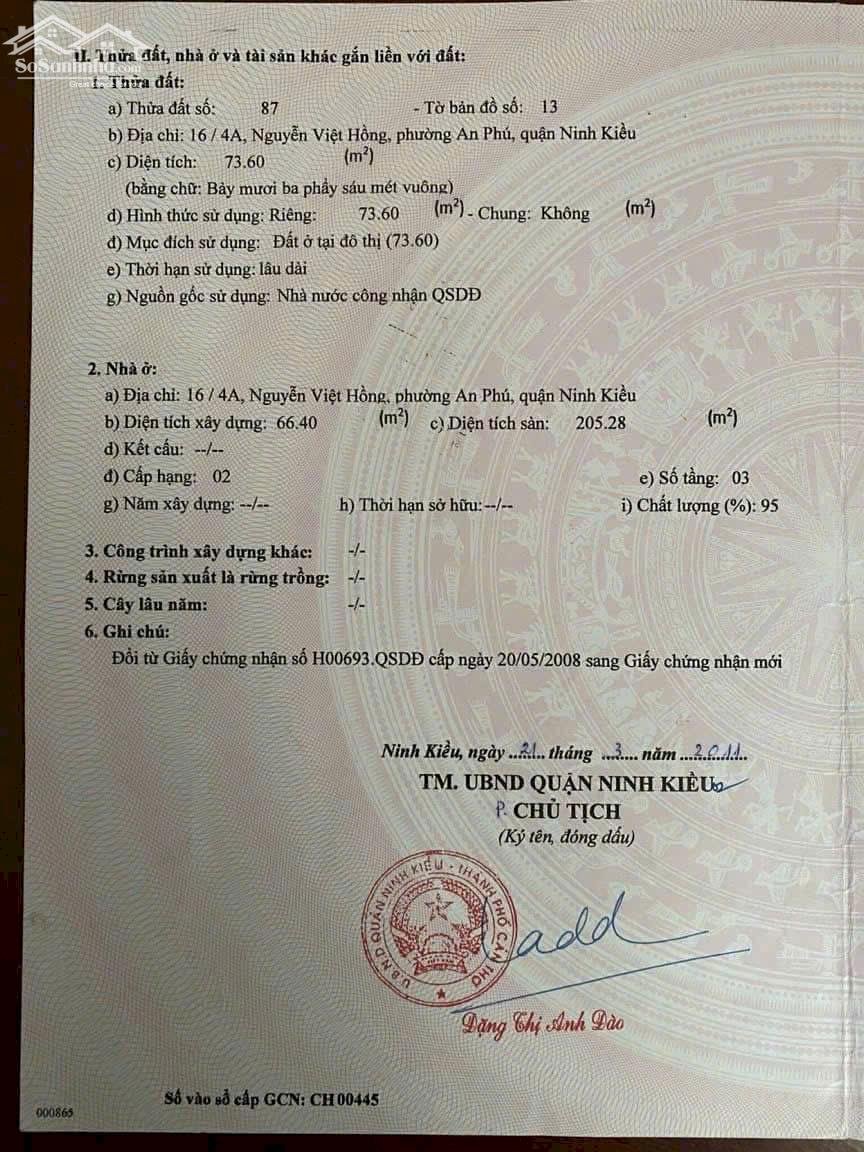 SoSanhnha.com
II. Thửa đất, nhà ở và tài sản khác gắn liền với đất:
1. Thửa đất:
a) Thửa đất số: 87 - Tờ bản đồ số: 13
b) Địa chỉ: 16 / 4A, Nguyễn Việt Hồng, phường An Phú, quận Ninh Kiều
c) Diện tích: 73.60 (m²)
(bằng chữ: Bảy mươi ba phẩy sáu mét vuông)
d) Hình thức sử dụng: Riêng: 73.60 (m²) - Chung: Không (m²)
đ) Mục đích sử dụng: Đất ở tại đô thị (73.60)
e) Thời hạn sử dụng: lâu dài
g) Nguồn gốc sử dụng: Nhà nước công nhận QSDĐ
2. Nhà ở:
a) Địa chỉ: 16 / 4A, Nguyễn Việt Hồng, phường An Phú, quận Ninh Kiều
b) Diện tích xây dựng: 66.40 (m²) c) Diện tích sàn: 205.28 (m²)
d) Kết cấu: --/--
đ) Cấp hạng: 02 e) Số tầng: 03
g) Năm xây dựng: --/-- h) Thời hạn sở hữu: --/-- i) Chất lượng (%): 95
3. Công trình xây dựng khác: -/-
4. Rừng sản xuất là rừng trồng: -/-
5. Cây lâu năm: -/-
6. Ghi chú:
Đổi từ Giấy chứng nhận số H00693.QSDĐ cấp ngày 20/05/2008 sang Giấy chứng nhận mới
Ninh Kiều, ngày ..21.. tháng ..3.. năm ..2011..
TM. UBND QUẬN NINH KIỀU
P. CHỦ TỊCH
(Ký tên, đóng dấu)
U.B.N.D QUẬN NINH KIỀU - THÀNH PHỐ CẦN THƠ
Đặng Thị Anh Đào
Số vào sổ cấp GCN: CH 00445
000865